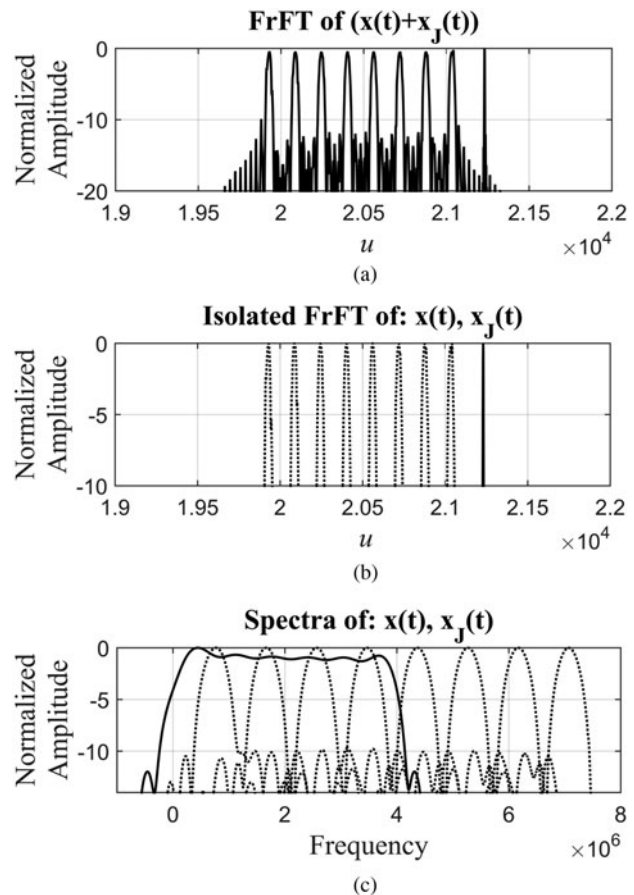 FrFT of (x(t)+x_J(t))
Normalized
Amplitude
0
-10
-20
1.9
1.95
2
2.05
2.1
2.15
2.2
u
×10^4
(a)
Isolated FrFT of: x(t), x_J(t)
Normalized
Amplitude
0
-5
-10
1.9
1.95
2
2.05
2.1
2.15
2.2
u
×10^4
(b)
Spectra of: x(t), x_J(t)
Normalized
Amplitude
0
-5
-10
0
2
4
6
8
Frequency
×10^6
(c)